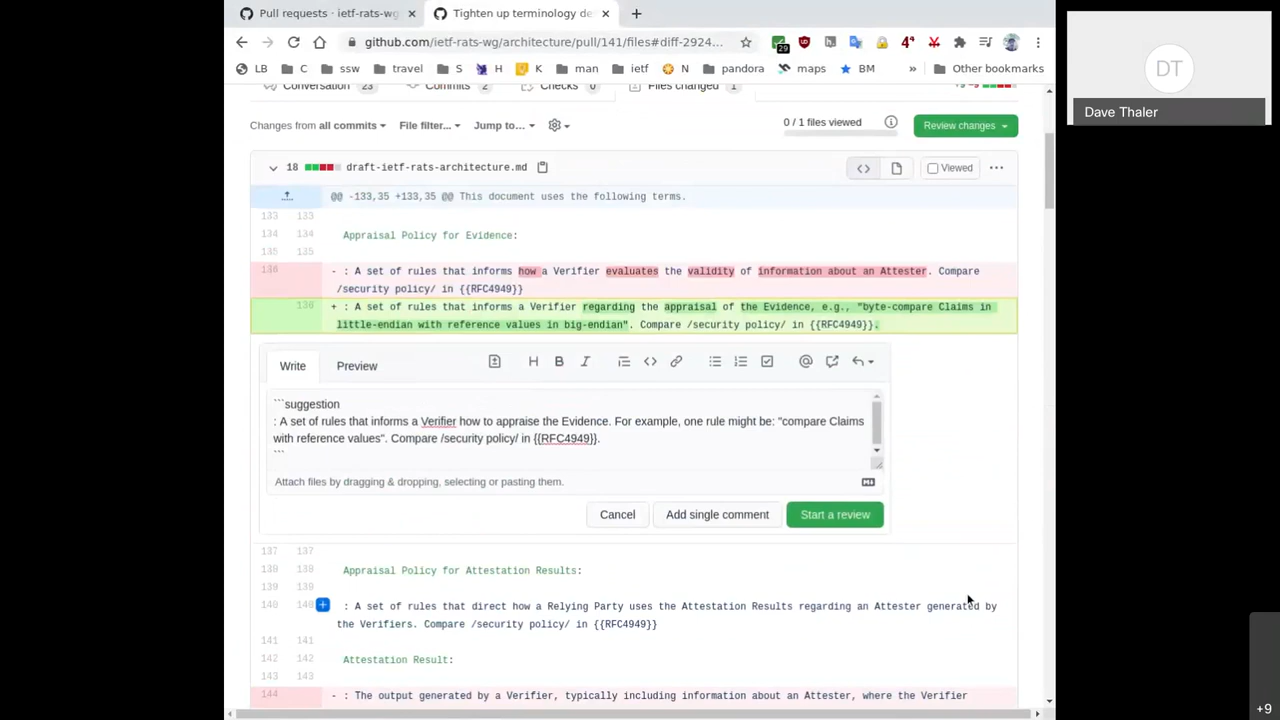 Pull requests · ietf-rats-wg
Tighten up terminology de
github.com/ietf-rats-wg/architecture/pull/141/files#diff-2924...
29
LB
C
ssw
travel
S
H
K
man
ietf
N
pandora
maps
BM
»
Other bookmarks
Conversation 23
Commits 2
Checks 0
Files changed 1
+9 −9
Changes from all commits
File filter...
Jump to...
0 / 1 files viewed
Review changes
18 draft-ietf-rats-architecture.md
Viewed
@@ -133,35 +133,35 @@ This document uses the following terms.
133 133
134 134 Appraisal Policy for Evidence:
135 135
136 - : A set of rules that informs how a Verifier evaluates the validity of information about an Attester. Compare
/security policy/ in {{RFC4949}}
136 + : A set of rules that informs a Verifier regarding the appraisal of the Evidence, e.g., "byte-compare Claims in
little-endian with reference values in big-endian". Compare /security policy/ in {{RFC4949}}.
Write
Preview
```suggestion
: A set of rules that informs a Verifier how to appraise the Evidence. For example, one rule might be: "compare Claims
with reference values". Compare /security policy/ in {{RFC4949}}.
```
Attach files by dragging & dropping, selecting or pasting them.
Cancel
Add single comment
Start a review
137 137
138 138 Appraisal Policy for Attestation Results:
139 139
140 140 : A set of rules that direct how a Relying Party uses the Attestation Results regarding an Attester generated by
the Verifiers. Compare /security policy/ in {{RFC4949}}
141 141
142 142 Attestation Result:
143 143
144 - : The output generated by a Verifier, typically including information about an Attester, where the Verifier
DT
Dave Thaler
+9